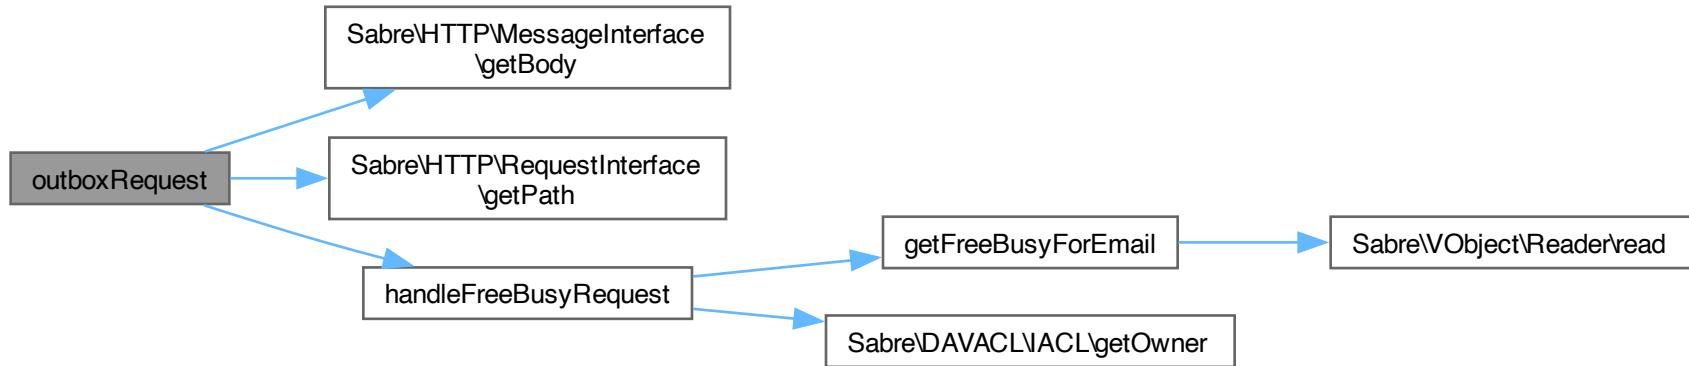 Sabre\HTTP\MessageInterface
\getBody
outboxRequest
Sabre\HTTP\RequestInterface
\getPath
handleFreeBusyRequest
getFreeBusyForEmail
Sabre\VObject\Reader\read
Sabre\DAVACL\IACL\getOwner